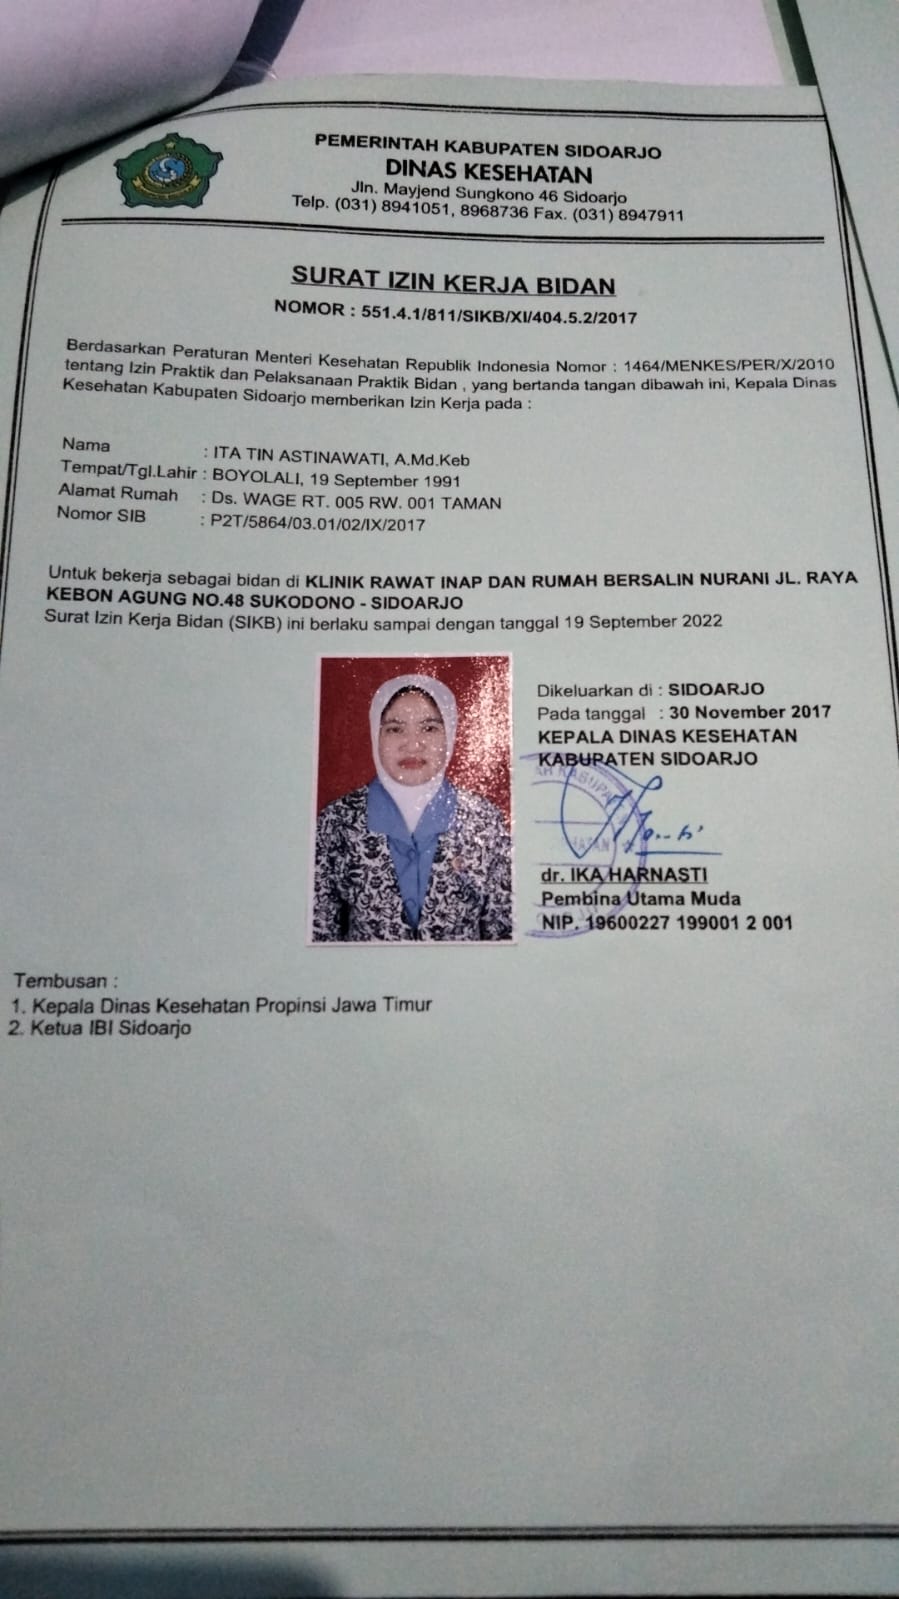 PEMERINTAH KABUPATEN SIDOARJO
DINAS KESEHATAN
Jln. Mayjend Sungkono 46 Sidoarjo
Telp. (031) 8941051, 8968736 Fax. (031) 8947911
SURAT IZIN KERJA BIDAN
NOMOR : 551.4.1/811/SIKB/XI/404.5.2/2017
Berdasarkan Peraturan Menteri Kesehatan Republik Indonesia Nomor : 1464/MENKES/PER/X/2010
tentang Izin Praktik dan Pelaksanaan Praktik Bidan , yang bertanda tangan dibawah ini, Kepala Dinas
Kesehatan Kabupaten Sidoarjo memberikan Izin Kerja pada :
Nama : ITA TIN ASTINAWATI, A.Md.Keb
Tempat/Tgl.Lahir : BOYOLALI, 19 September 1991
Alamat Rumah : Ds. WAGE RT. 005 RW. 001 TAMAN
Nomor SIB : P2T/5864/03.01/02/IX/2017
Untuk bekerja sebagai bidan di KLINIK RAWAT INAP DAN RUMAH BERSALIN NURANI JL. RAYA
KEBON AGUNG NO.48 SUKODONO - SIDOARJO
Surat Izin Kerja Bidan (SIKB) ini berlaku sampai dengan tanggal 19 September 2022
Dikeluarkan di : SIDOARJO
Pada tanggal : 30 November 2017
KEPALA DINAS KESEHATAN
KABUPATEN SIDOARJO
dr. IKA HARNASTI
Pembina Utama Muda
NIP. 19600227 199001 2 001
Tembusan :
1. Kepala Dinas Kesehatan Propinsi Jawa Timur
2. Ketua IBI Sidoarjo